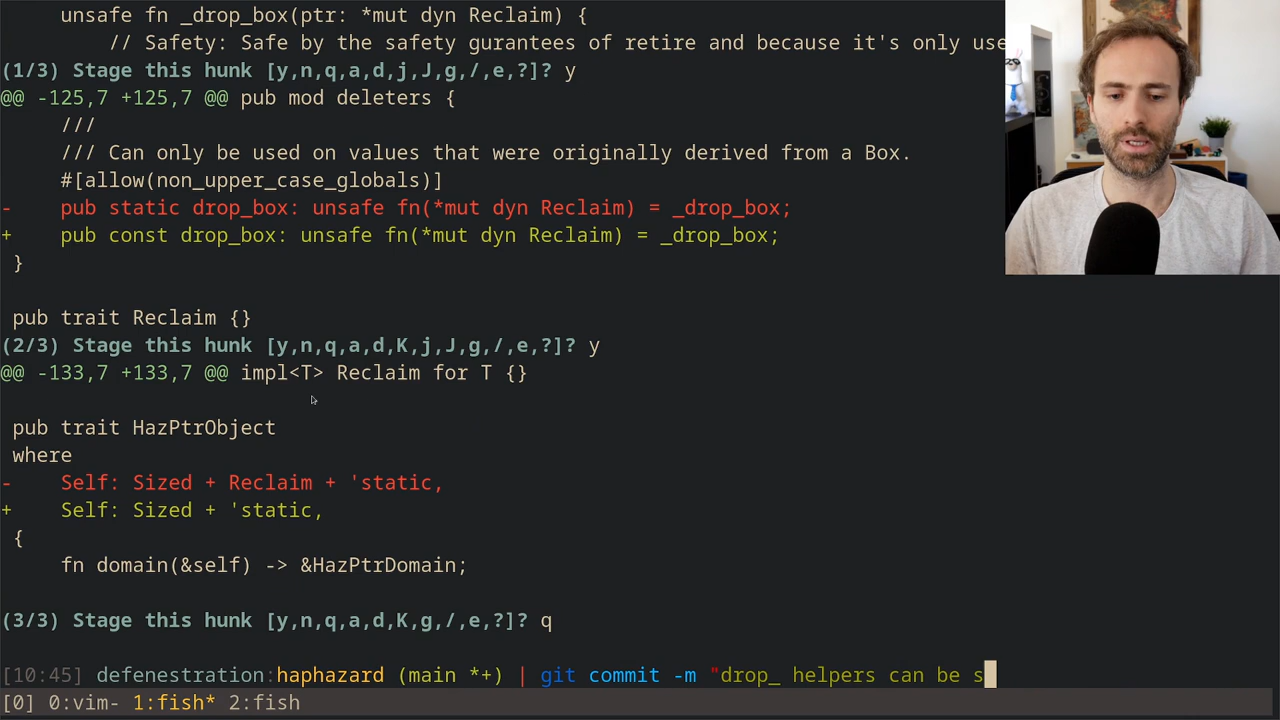 unsafe fn _drop_box(ptr: *mut dyn Reclaim) {
// Safety: Safe by the safety gurantees of retire and because it's only use
(1/3) Stage this hunk [y,n,q,a,d,j,J,g,/,e,?]? y
@@ -125,7 +125,7 @@ pub mod deleters {
///
/// Can only be used on values that were originally derived from a Box.
#[allow(non_upper_case_globals)]
- pub static drop_box: unsafe fn(*mut dyn Reclaim) = _drop_box;
+ pub const drop_box: unsafe fn(*mut dyn Reclaim) = _drop_box;
}
pub trait Reclaim {}
(2/3) Stage this hunk [y,n,q,a,d,K,j,J,g,/,e,?]? y
@@ -133,7 +133,7 @@ impl<T> Reclaim for T {}
pub trait HazPtrObject
where
- Self: Sized + Reclaim + 'static,
+ Self: Sized + 'static,
{
fn domain(&self) -> &HazPtrDomain;
(3/3) Stage this hunk [y,n,q,a,d,K,g,/,e,?]? q
[10:45] defenestration:haphazard (main *+) | git commit -m "drop_ helpers can be s
[0] 0:vim- 1:fish* 2:fish